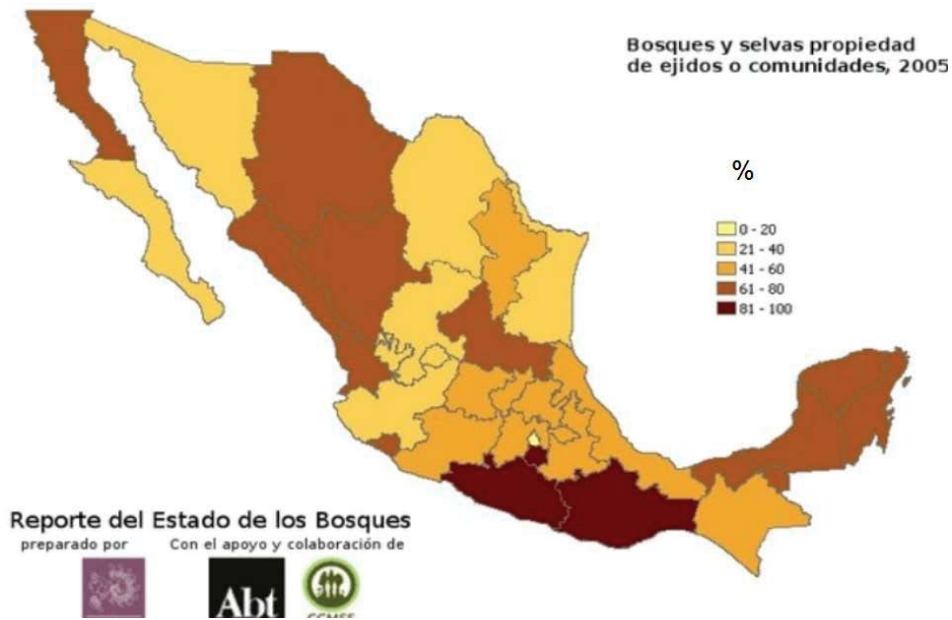 Bosques y selvas propiedad
de ejidos o comunidades, 2005
%
0 - 20
21 - 40
41 - 60
61 - 80
81 - 100
Reporte del Estado de los Bosques
preparado por Con el apoyo y colaboración de
Abt
CCMSS